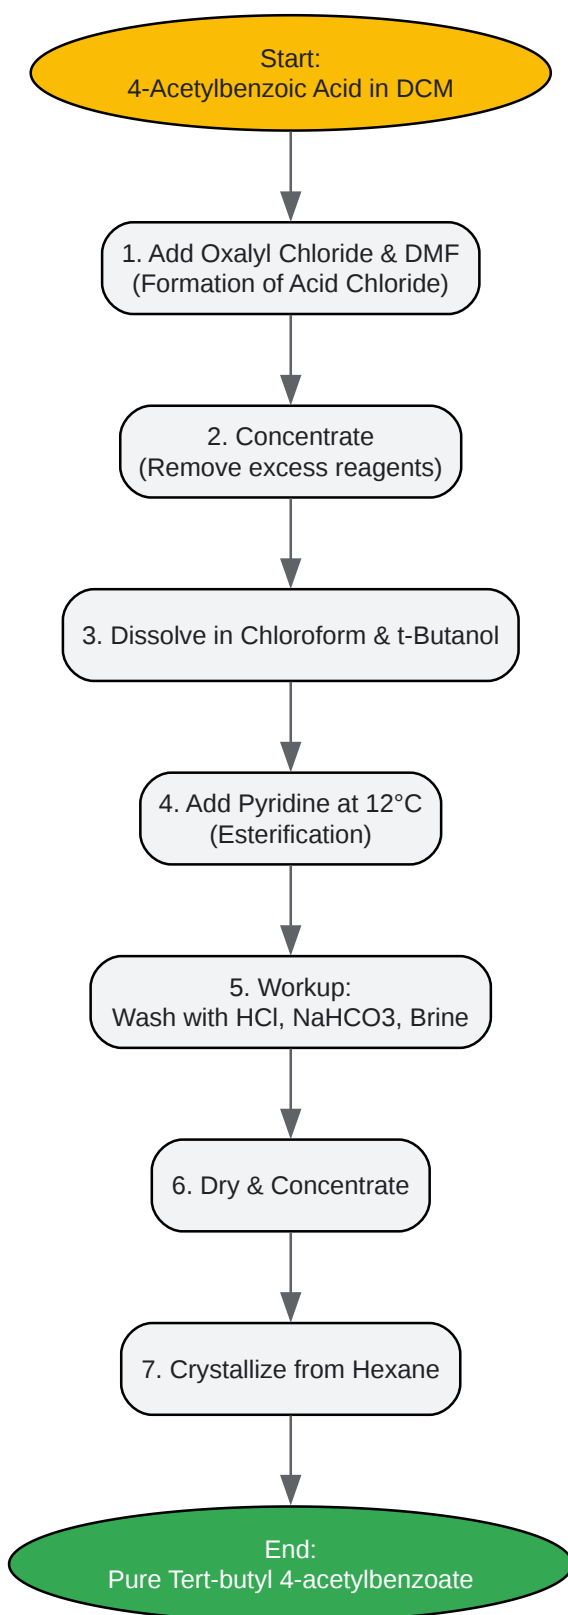 Start:
4-Acetylbenzoic Acid in DCM
1. Add Oxalyl Chloride & DMF
(Formation of Acid Chloride)
2. Concentrate
(Remove excess reagents)
3. Dissolve in Chloroform & t-Butanol
4. Add Pyridine at 12°C
(Esterification)
5. Workup:
Wash with HCl, NaHCO3, Brine
6. Dry & Concentrate
7. Crystallize from Hexane
End:
Pure Tert-butyl 4-acetylbenzoate